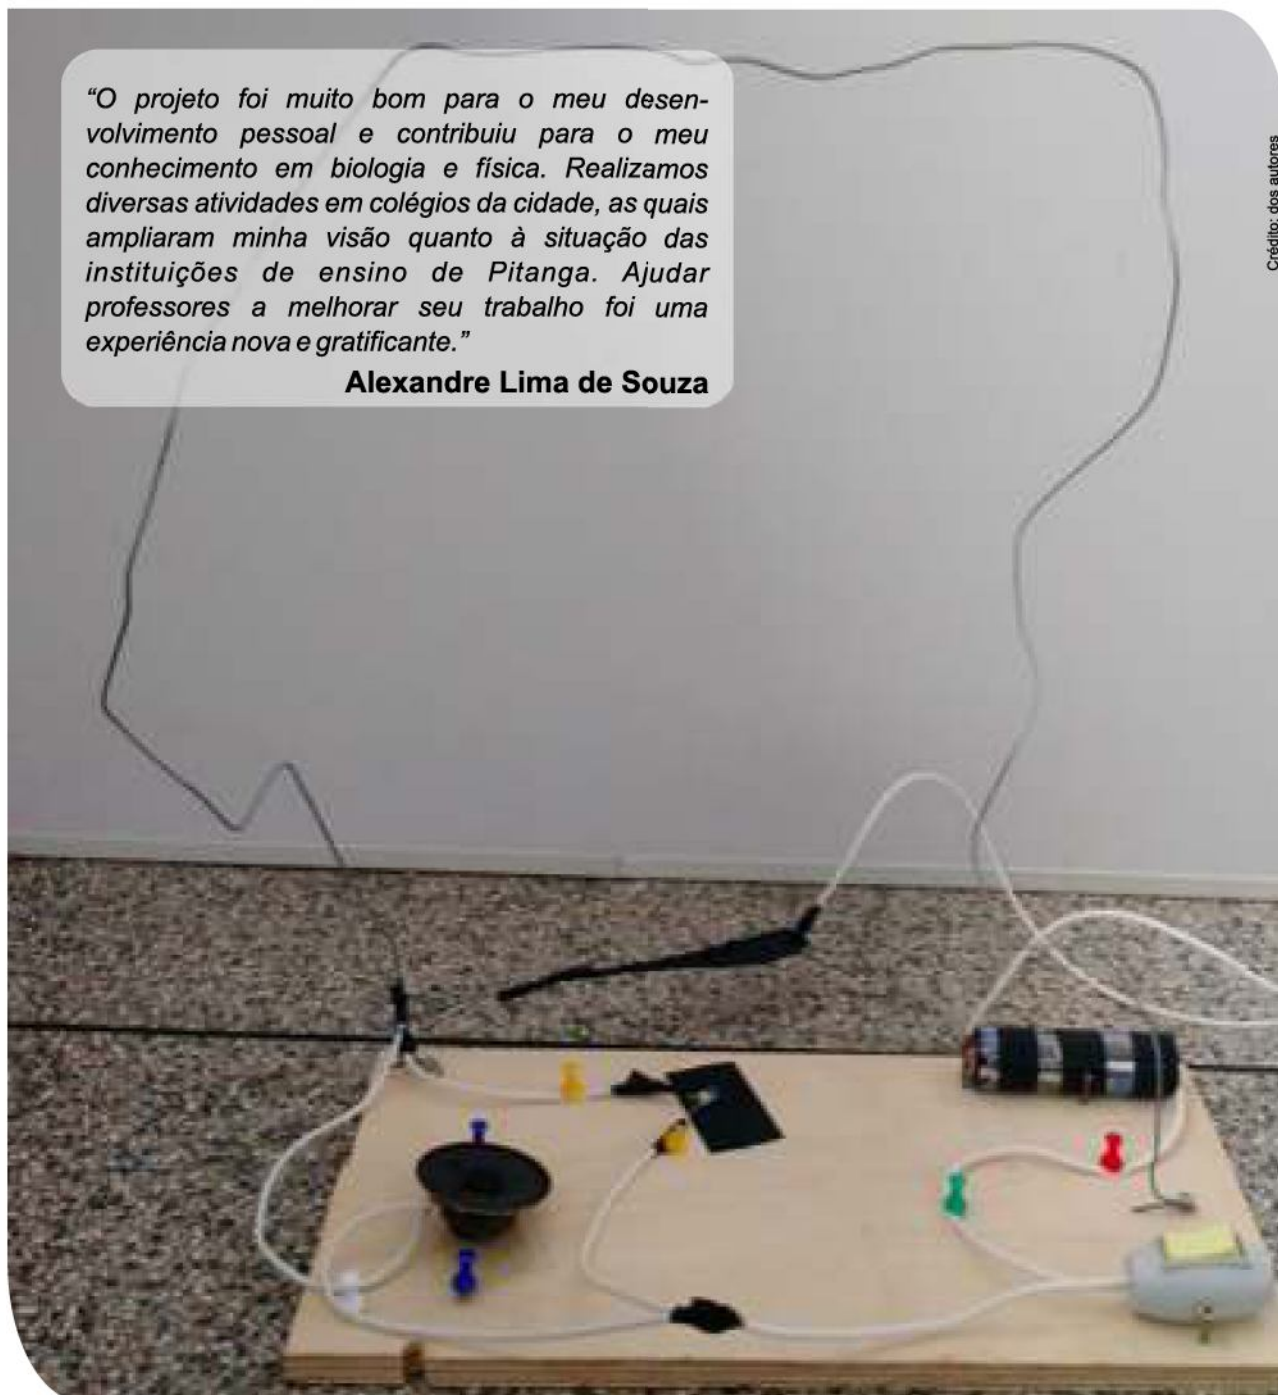 “O projeto foi muito bom para o meu desen-
volvimento pessoal e contribuiu para o meu
conhecimento em biologia e física. Realizamos
diversas atividades em colégios da cidade, as quais
ampliaram minha visão quanto à situação das
instituições de ensino de Pitanga. Ajudar
professores a melhorar seu trabalho foi uma
experiência nova e gratificante.”
Alexandre Lima de Souza
Crédito: dos autores